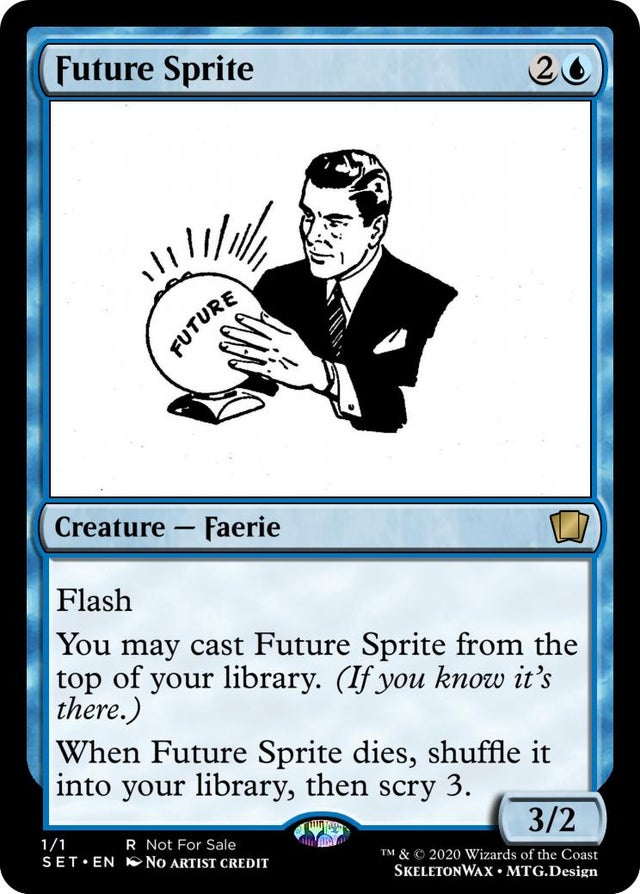 Future Sprite 2
FUTURE
Creature — Faerie
Flash
You may cast Future Sprite from the
top of your library. (If you know it's
there.)
When Future Sprite dies, shuffle it
into your library, then scry 3.
3/2
1/1 R Not For Sale
SET • EN No artist credit
™ & © 2020 Wizards of the Coast
SkeletonWax • MTG.Design